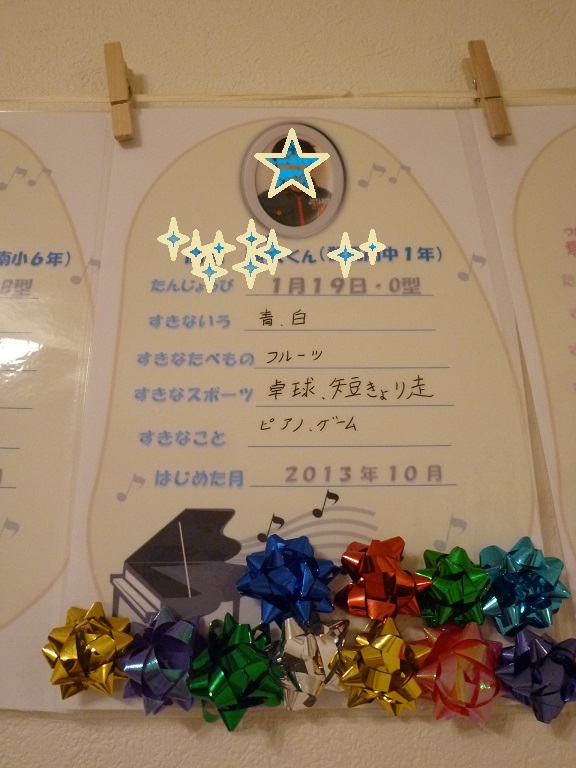 くん(中1年)
たんじょうび 1月19日・O型
すきないろ 青、白
すきなたべもの フルーツ
すきなスポーツ 卓球、短きょり走
すきなこと ピアノ、ゲーム
はじめた月 2013年10月
南小6年)
型